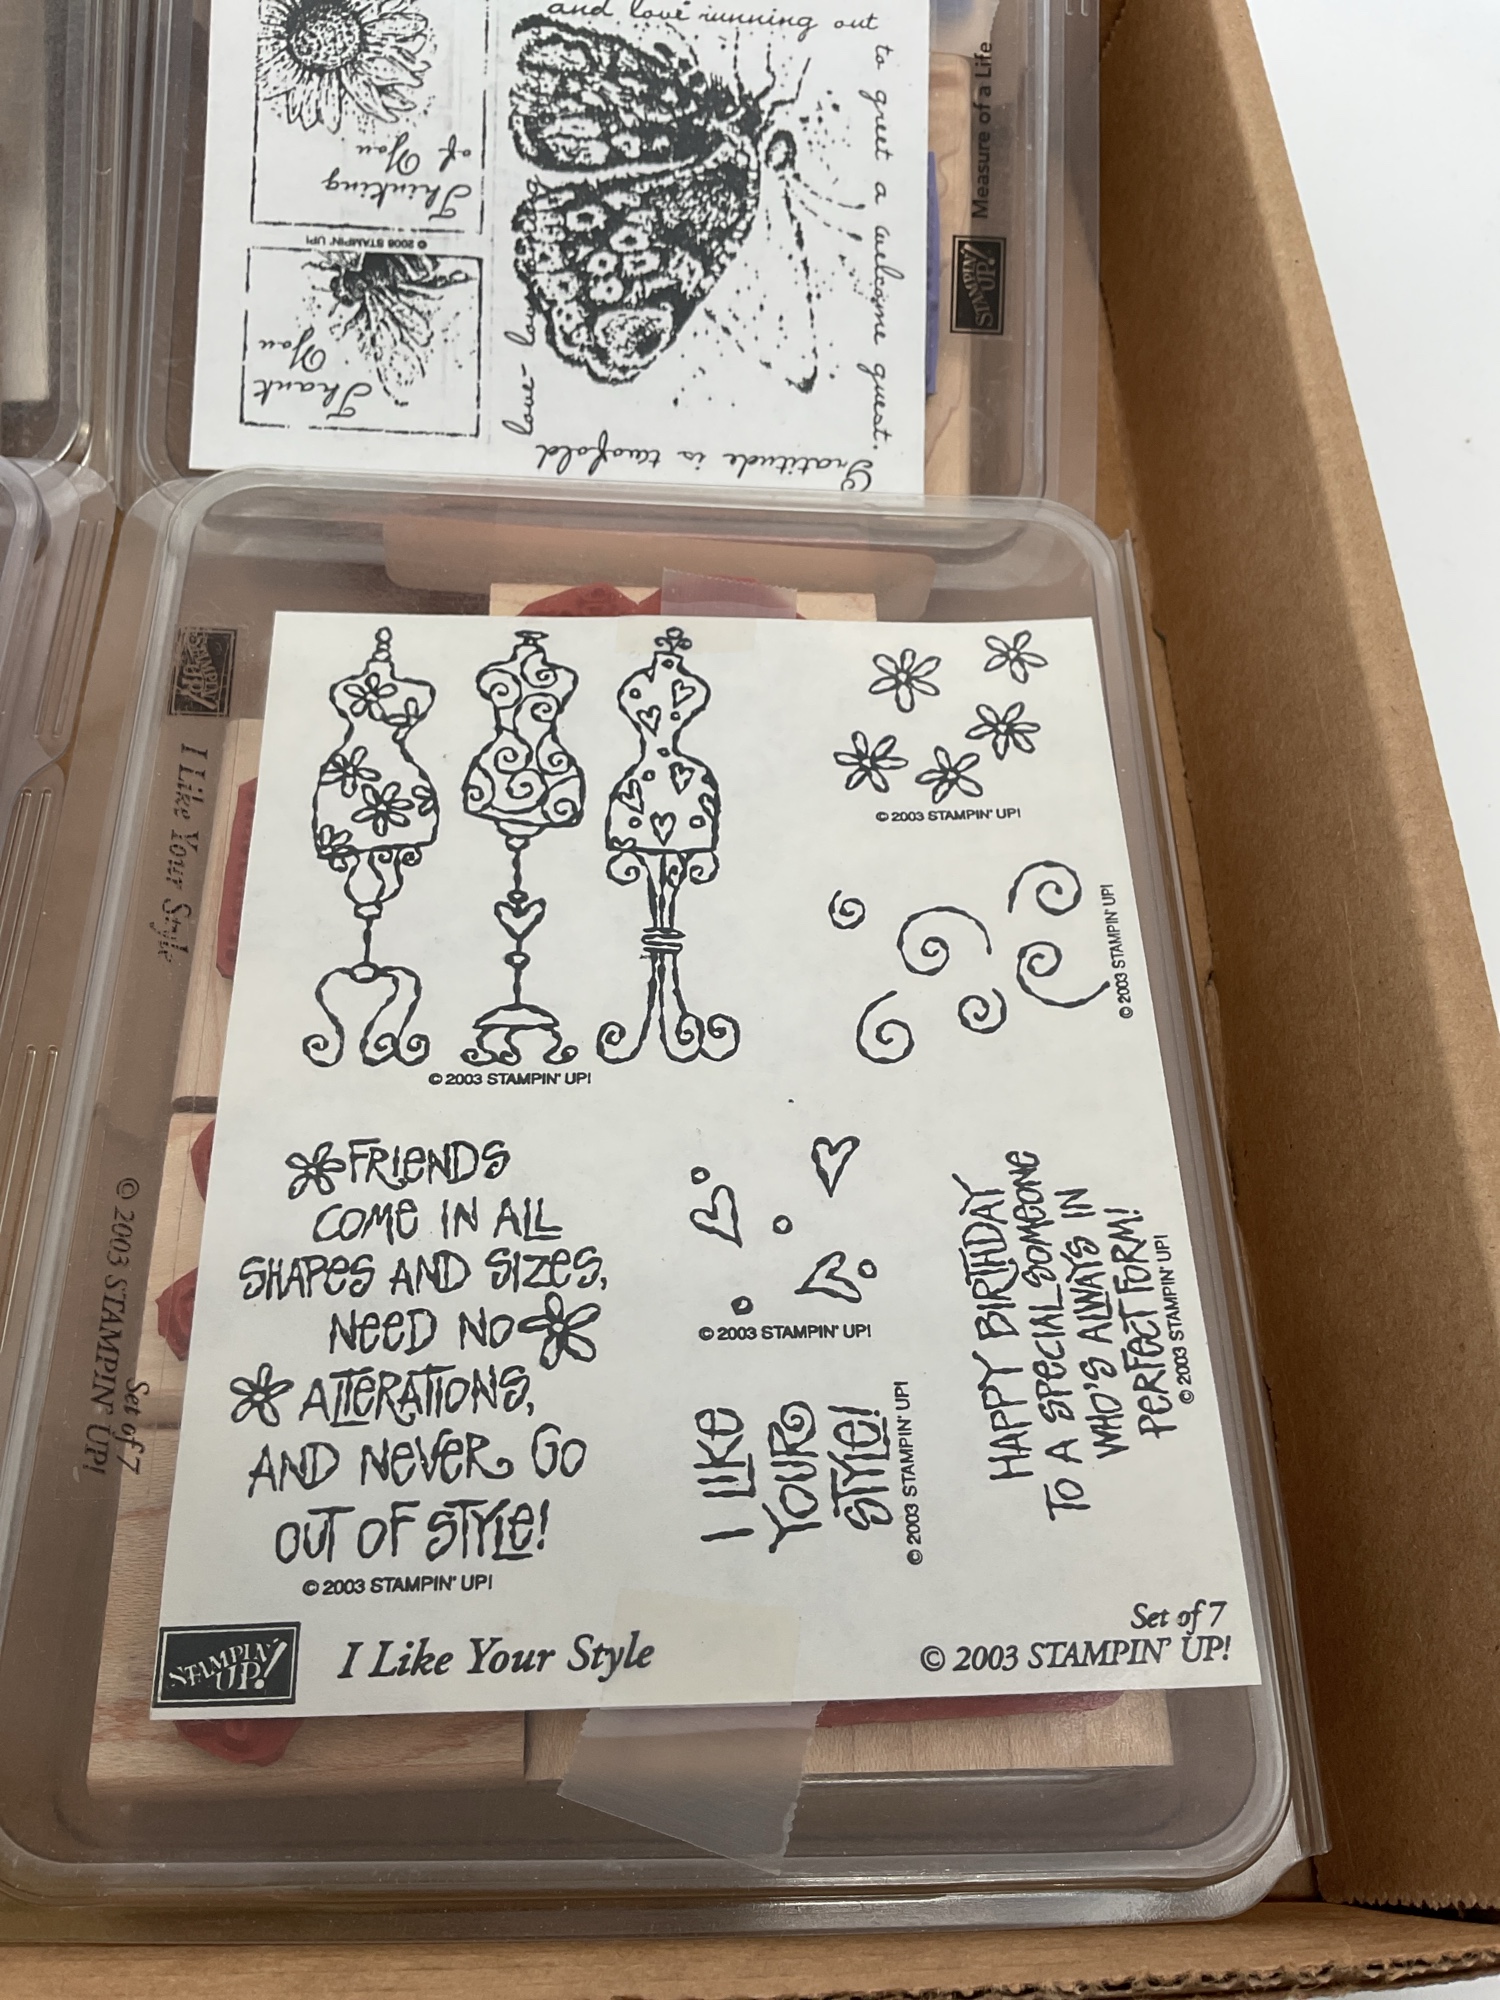 and love running out
to greet a welcome guest.
Thinking
of You
© 2008 STAMPIN' UP!
Thank
You
love-
Gratitude is twofold
Measure of a Life
STAMPIN' UP!
STAMPIN' UP!
I Like Your Style
© 2003 STAMPIN' UP!
Set of 7
© 2003 STAMPIN' UP!
© 2003 STAMPIN' UP!
© 2003 STAMPIN' UP!
FRIENDS
COME IN ALL
SHAPES AND SIZES,
NEED NO
ALTERATIONS,
AND NEVER GO
OUT OF STYLE!
© 2003 STAMPIN' UP!
© 2003 STAMPIN' UP!
I LIKE
YOUR
STYLE!
© 2003 STAMPIN' UP!
HAPPY BIRTHDAY
TO A SPECIAL SOMEONE
WHO'S ALWAYS IN
PERFECT FORM!
© 2003 STAMPIN' UP!
STAMPIN' UP!
I Like Your Style
Set of 7
© 2003 STAMPIN' UP!